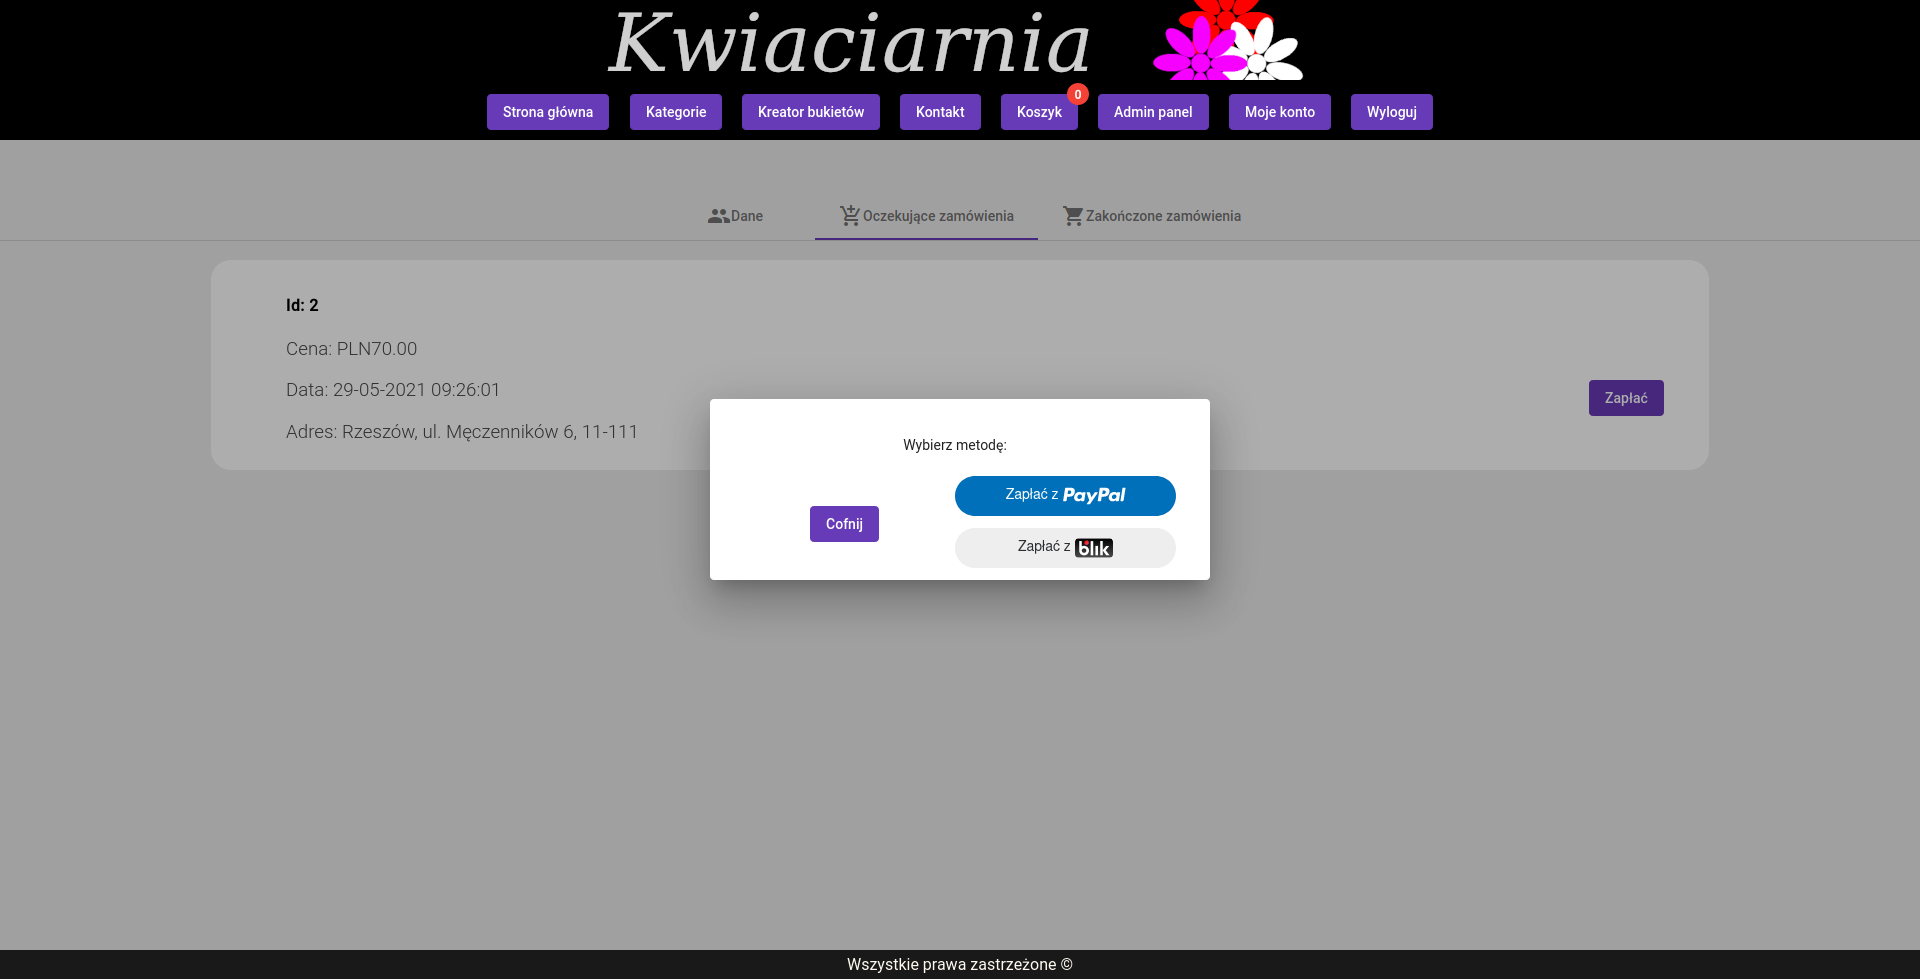 Kwiaciarnia
Strona główna
Kategorie
Kreator bukietów
Kontakt
Koszyk
0
Admin panel
Moje konto
Wyloguj
Dane
Oczekujące zamówienia
Zakończone zamówienia
Id: 2
Cena: PLN70.00
Data: 29-05-2021 09:26:01
Adres: Rzeszów, ul. Męczenników 6, 11-111
Zapłać
Wybierz metodę:
Cofnij
Zapłać z PayPal
Zapłać z blik
Wszystkie prawa zastrzeżone ©